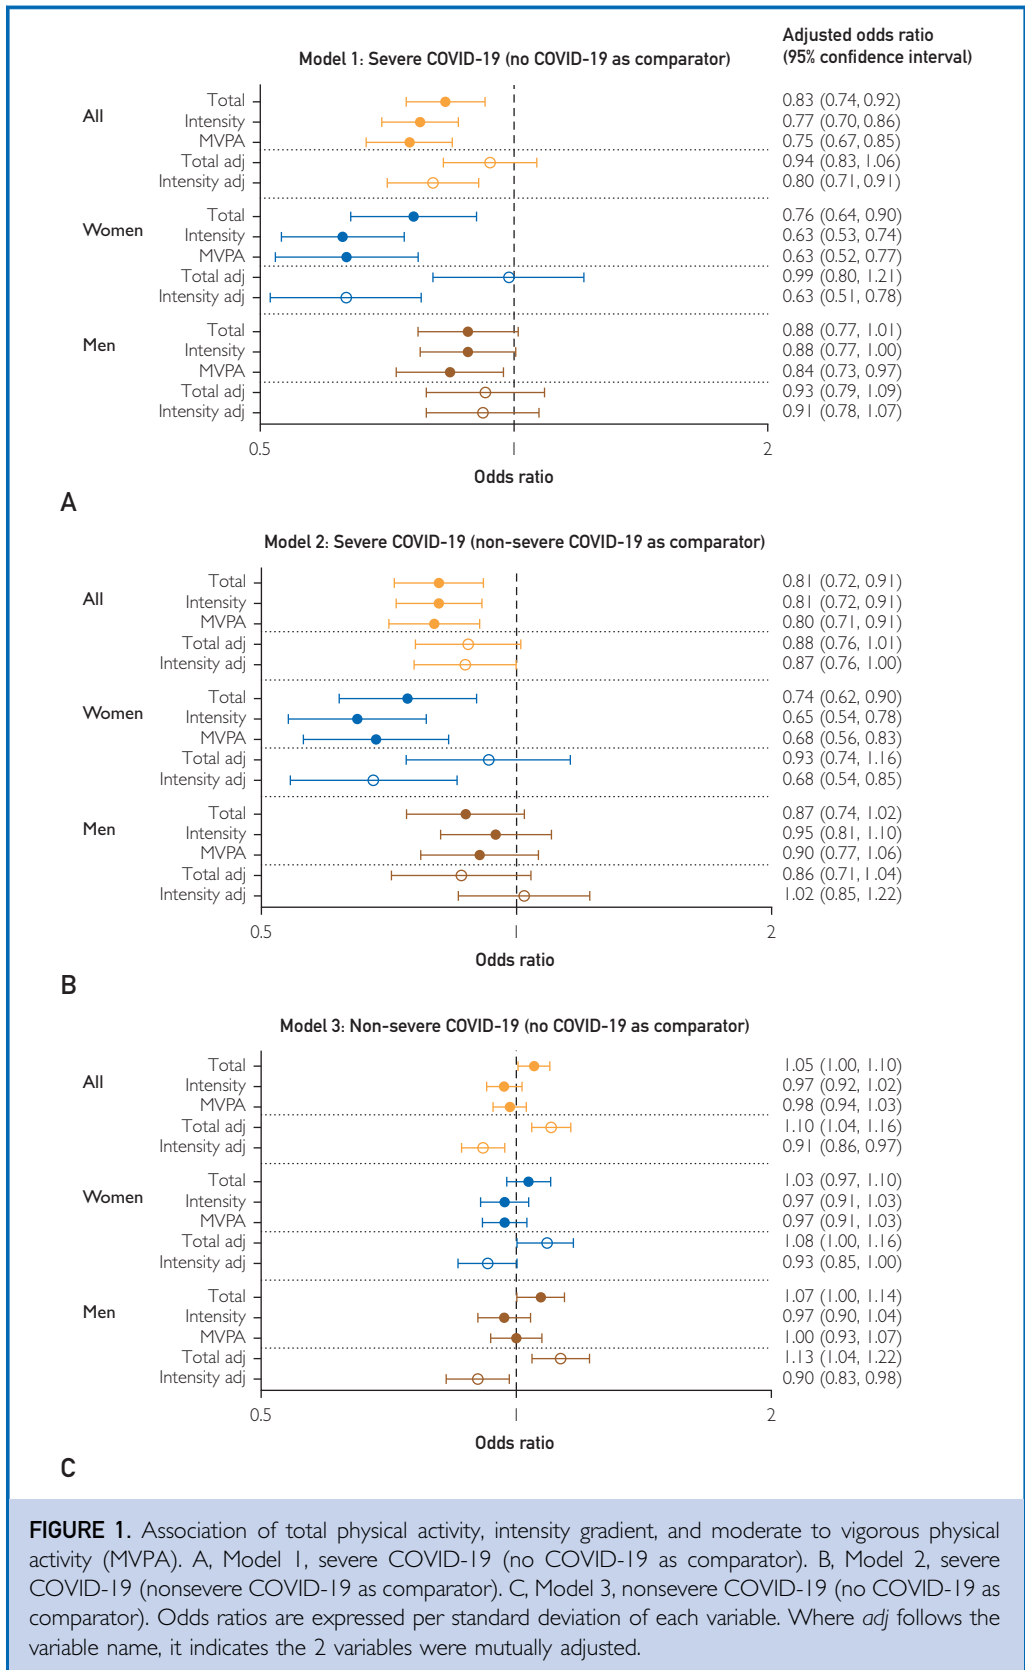 Adjusted odds ratio
(95% confidence interval)
Model 1: Severe COVID-19 (no COVID-19 as comparator)
All
Total 0.83 (0.74, 0.92)
Intensity 0.77 (0.70, 0.86)
MVPA 0.75 (0.67, 0.85)
Total adj 0.94 (0.83, 1.06)
Intensity adj 0.80 (0.71, 0.91)
Women
Total 0.76 (0.64, 0.90)
Intensity 0.63 (0.53, 0.74)
MVPA 0.63 (0.52, 0.77)
Total adj 0.99 (0.80, 1.21)
Intensity adj 0.63 (0.51, 0.78)
Men
Total 0.88 (0.77, 1.01)
Intensity 0.88 (0.77, 1.00)
MVPA 0.84 (0.73, 0.97)
Total adj 0.93 (0.79, 1.09)
Intensity adj 0.91 (0.78, 1.07)
0.5 1 2
Odds ratio
A
Model 2: Severe COVID-19 (non-severe COVID-19 as comparator)
All
Total 0.81 (0.72, 0.91)
Intensity 0.81 (0.72, 0.91)
MVPA 0.80 (0.71, 0.91)
Total adj 0.88 (0.76, 1.01)
Intensity adj 0.87 (0.76, 1.00)
Women
Total 0.74 (0.62, 0.90)
Intensity 0.65 (0.54, 0.78)
MVPA 0.68 (0.56, 0.83)
Total adj 0.93 (0.74, 1.16)
Intensity adj 0.68 (0.54, 0.85)
Men
Total 0.87 (0.74, 1.02)
Intensity 0.95 (0.81, 1.10)
MVPA 0.90 (0.77, 1.06)
Total adj 0.86 (0.71, 1.04)
Intensity adj 1.02 (0.85, 1.22)
0.5 1 2
Odds ratio
B
Model 3: Non-severe COVID-19 (no COVID-19 as comparator)
All
Total 1.05 (1.00, 1.10)
Intensity 0.97 (0.92, 1.02)
MVPA 0.98 (0.94, 1.03)
Total adj 1.10 (1.04, 1.16)
Intensity adj 0.91 (0.86, 0.97)
Women
Total 1.03 (0.97, 1.10)
Intensity 0.97 (0.91, 1.03)
MVPA 0.97 (0.91, 1.03)
Total adj 1.08 (1.00, 1.16)
Intensity adj 0.93 (0.85, 1.00)
Men
Total 1.07 (1.00, 1.14)
Intensity 0.97 (0.90, 1.04)
MVPA 1.00 (0.93, 1.07)
Total adj 1.13 (1.04, 1.22)
Intensity adj 0.90 (0.83, 0.98)
0.5 1 2
Odds ratio
C
FIGURE 1. Association of total physical activity, intensity gradient, and moderate to vigorous physical
activity (MVPA). A, Model 1, severe COVID-19 (no COVID-19 as comparator). B, Model 2, severe
COVID-19 (nonsevere COVID-19 as comparator). C, Model 3, nonsevere COVID-19 (no COVID-19 as
comparator). Odds ratios are expressed per standard deviation of each variable. Where adj follows the
variable name, it indicates the 2 variables were mutually adjusted.